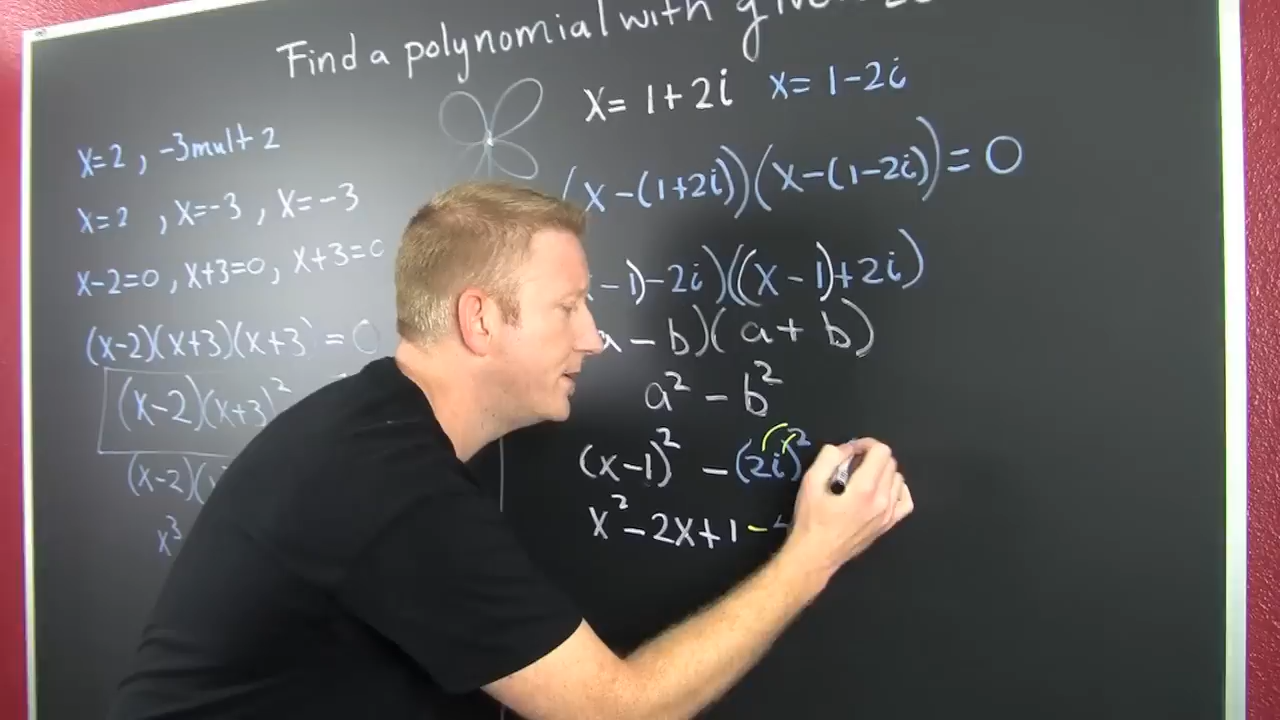 Find a polynomial with given
x=2 , -3 mult 2
x=2 , x=-3 , x=-3
x-2=0 , x+3=0 , x+3=0
(x-2)(x+3)(x+3) = 0
(x-2)(x+3)²
(x-2)(
x³
x=1+2i x=1-2i
(x-(1+2i))(x-(1-2i))=0
-1)-2i)((x-1)+2i)
a-b)(a+b)
a²-b²
(x-1)²-(2i)²
x²-2x+1-4